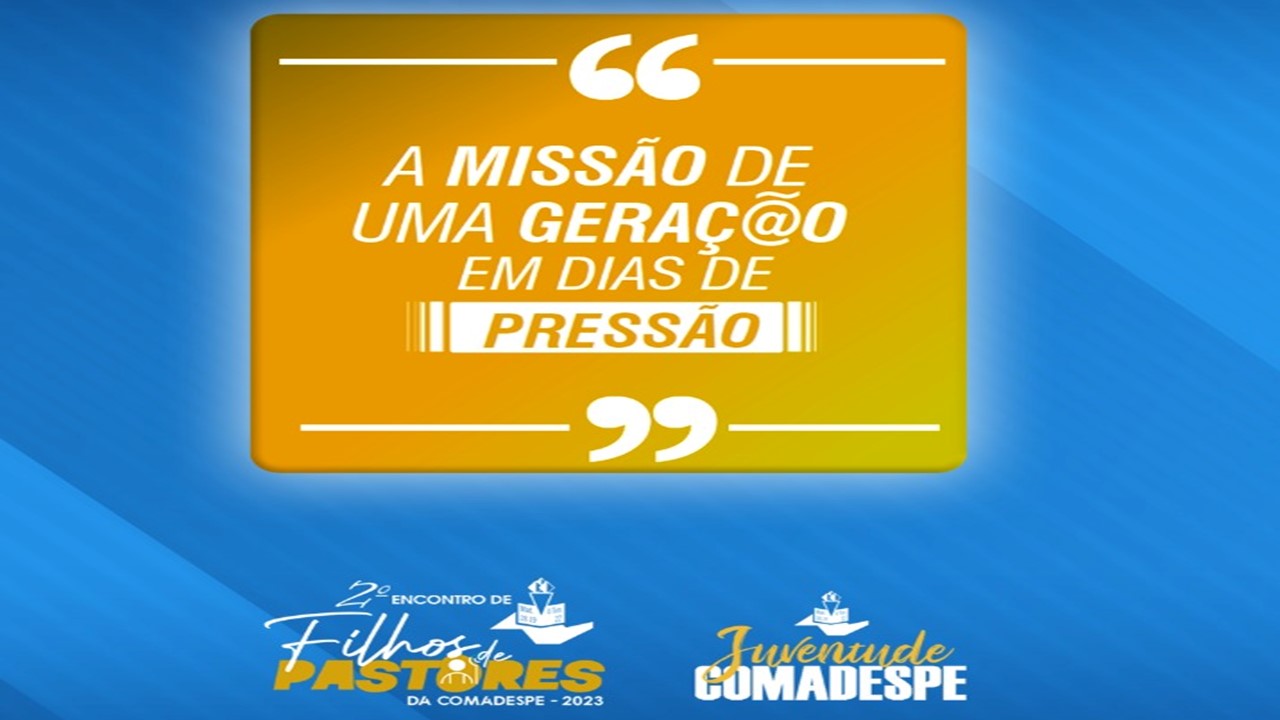 “
A MISSÃO DE
UMA GERAÇ@̃O
EM DIAS DE
PRESSÃO
”
2º ENCONTRO DE
Filhos de
PASTORES
DA COMADESPE - 2023
Juventude
COMADESPE